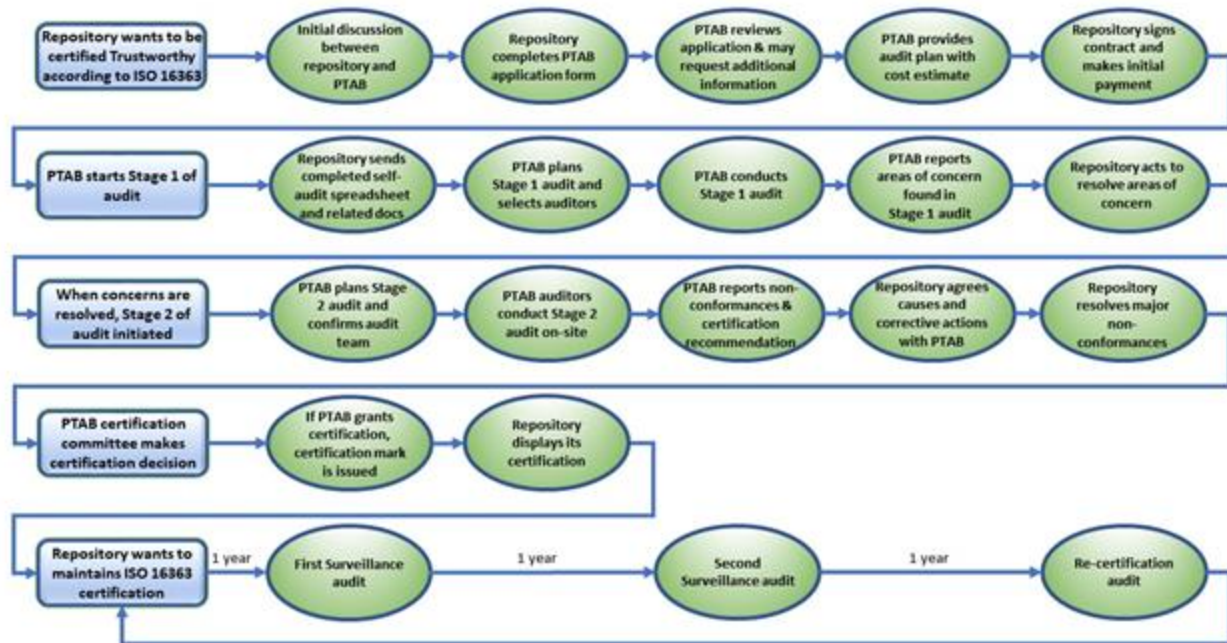 Repository wants to be
certified Trustworthy
according to ISO 16363
Initial discussion
between
repository and
PTAB
Repository
completes PTAB
application form
PTAB reviews
application & may
request additional
information
PTAB provides
audit plan with
cost estimate
Repository signs
contract and
makes initial
payment
PTAB starts Stage 1 of
audit
Repository sends
completed self-
audit spreadsheet
and related docs
PTAB plans
Stage 1 audit and
selects auditors
PTAB conducts
Stage 1 audit
PTAB reports
areas of concern
found in
Stage 1 audit
Repository acts to
resolve areas of
concern
When concerns are
resolved, Stage 2 of
audit initiated
PTAB plans Stage
2 audit and
confirms audit
team
PTAB auditors
conduct Stage 2
audit on-site
PTAB reports non-
conformances &
certification
recommendation
Repository agrees
causes and
corrective actions
with PTAB
Repository
resolves major
non-
conformances
PTAB certification
committee makes
certification decision
If PTAB grants
certification,
certification mark
is issued
Repository
displays its
certification
Repository wants to
maintains ISO 16363
certification
1 year
First Surveillance
audit
1 year
Second
Surveillance audit
1 year
Re-certification
audit